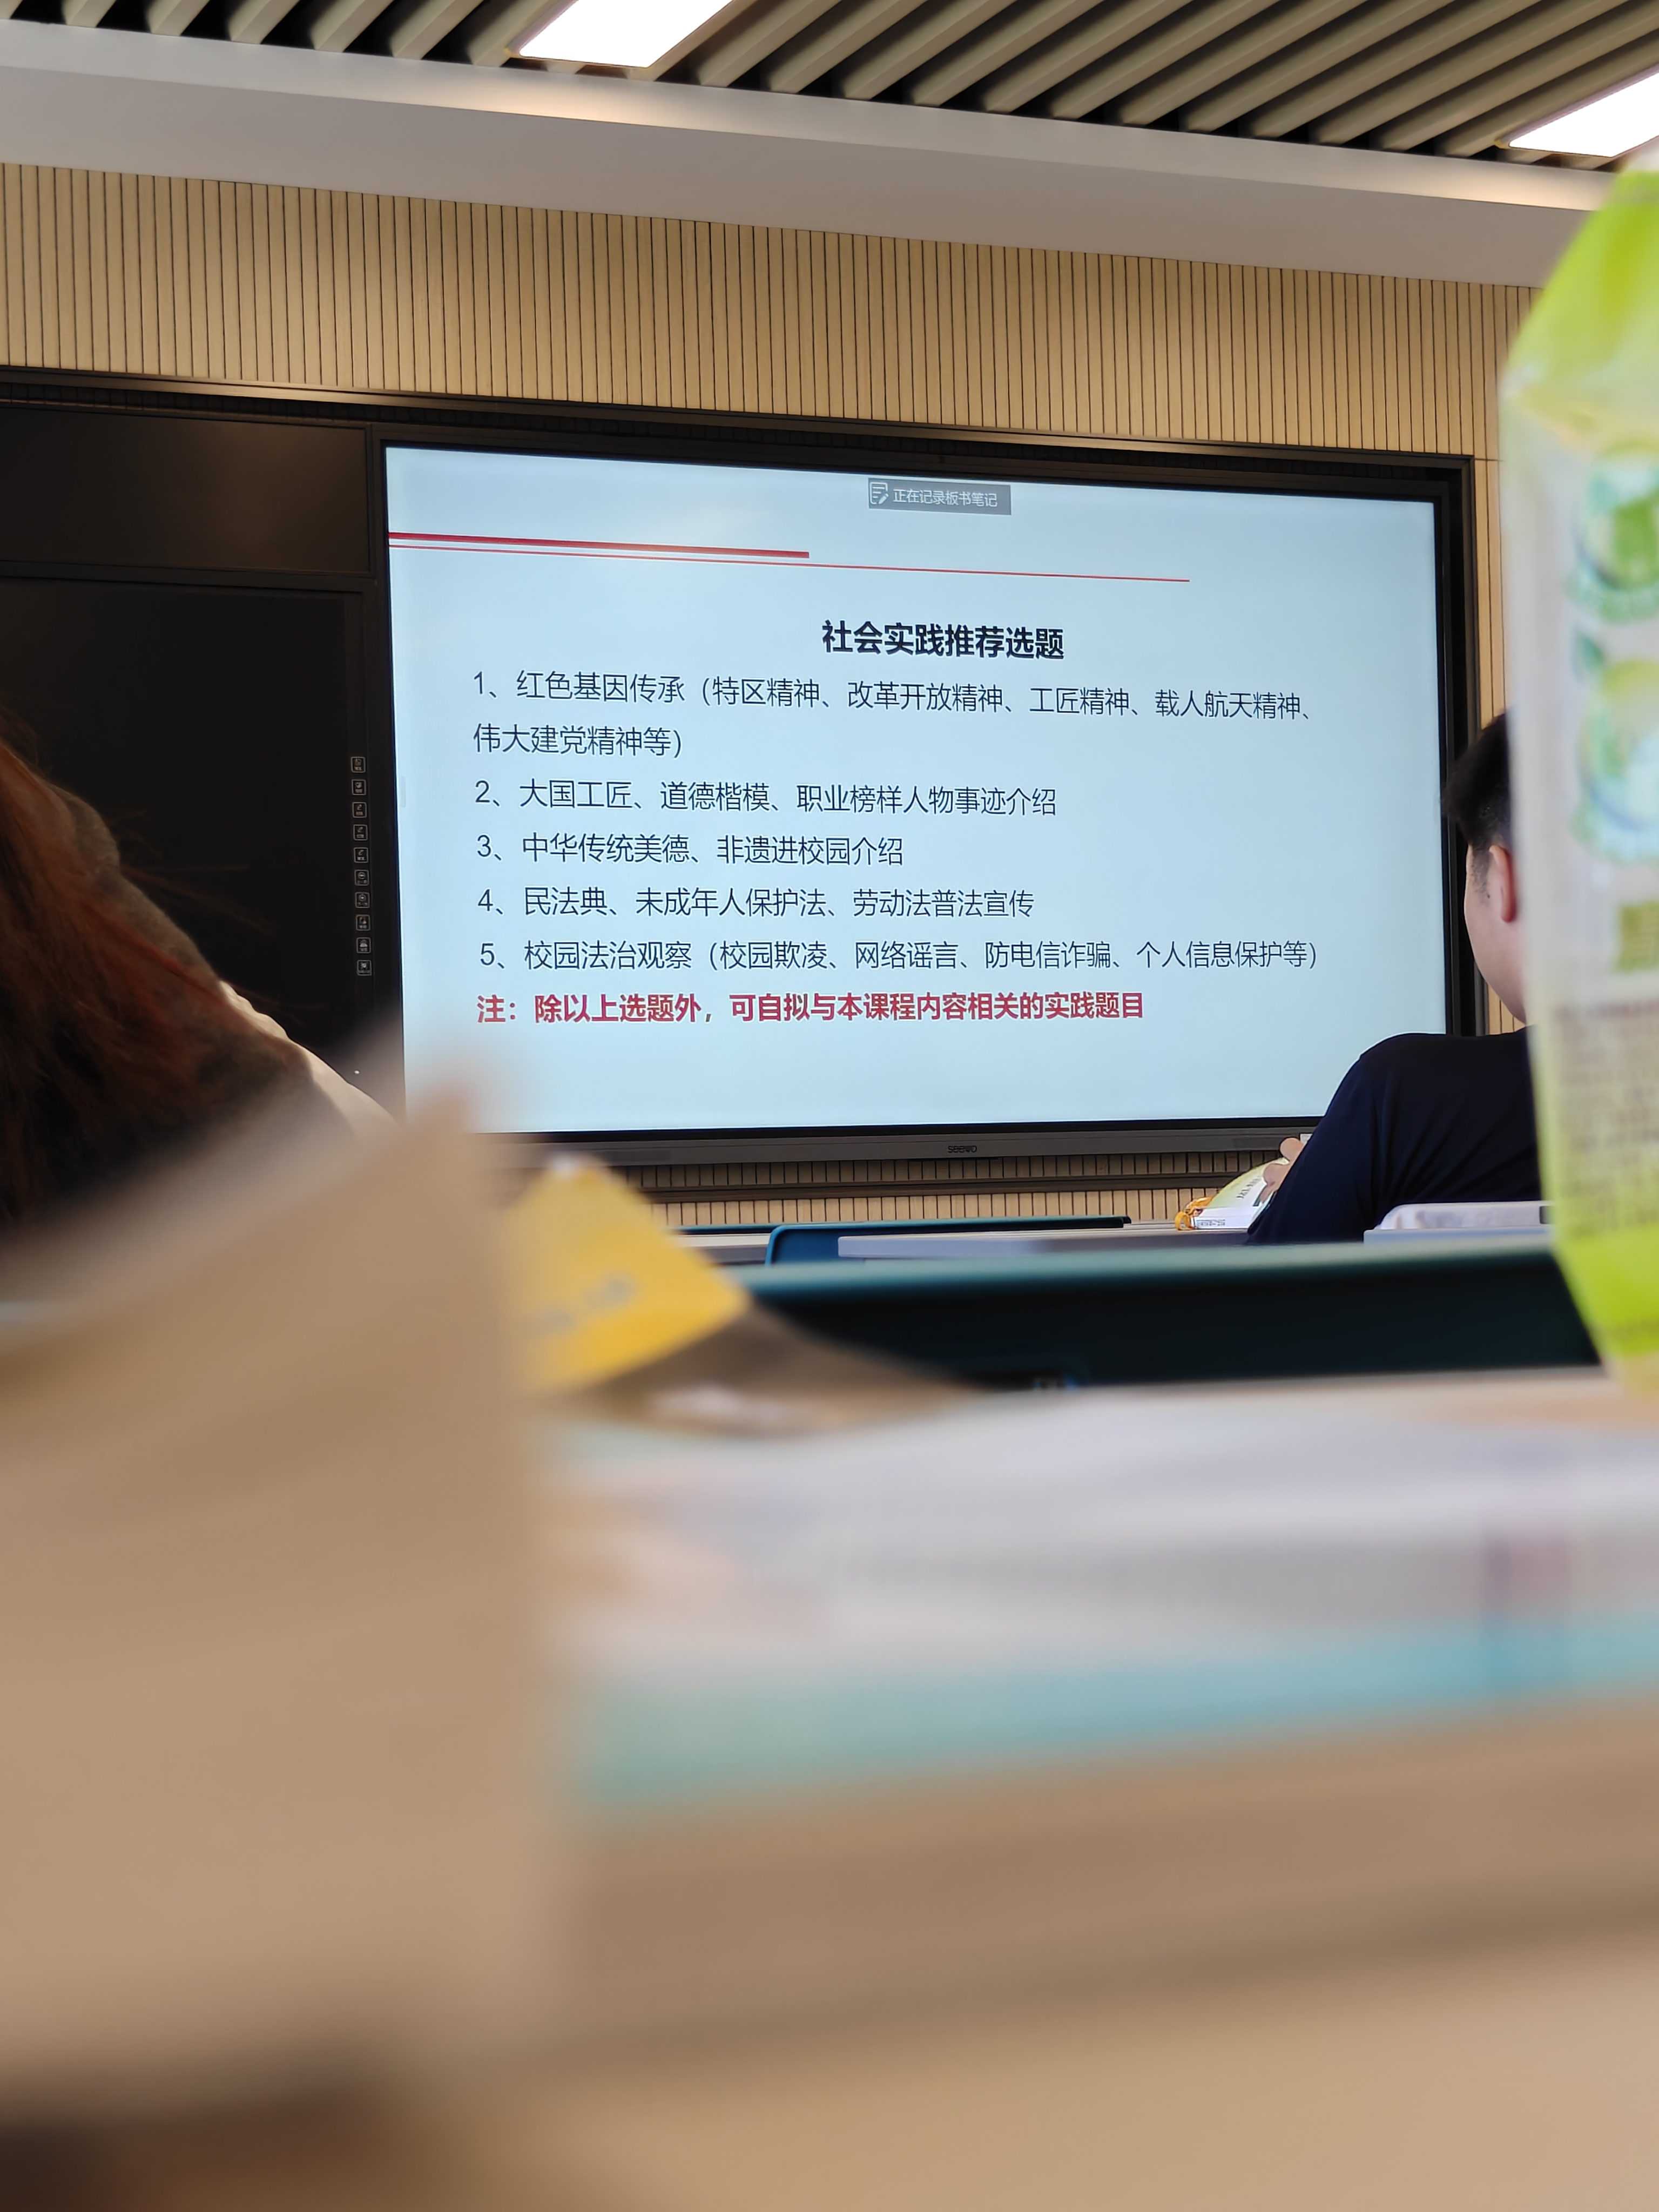 正在记录板书笔记
社会实践推荐选题
1、红色基因传承（特区精神、改革开放精神、工匠精神、载人航天精神、
伟大建党精神等）
2、大国工匠、道德楷模、职业榜样人物事迹介绍
3、中华传统美德、非遗进校园介绍
4、民法典、未成年人保护法、劳动法普法宣传
5、校园法治观察（校园欺凌、网络谣言、防电信诈骗、个人信息保护等）
注：除以上选题外，可自拟与本课程内容相关的实践题目
seewo